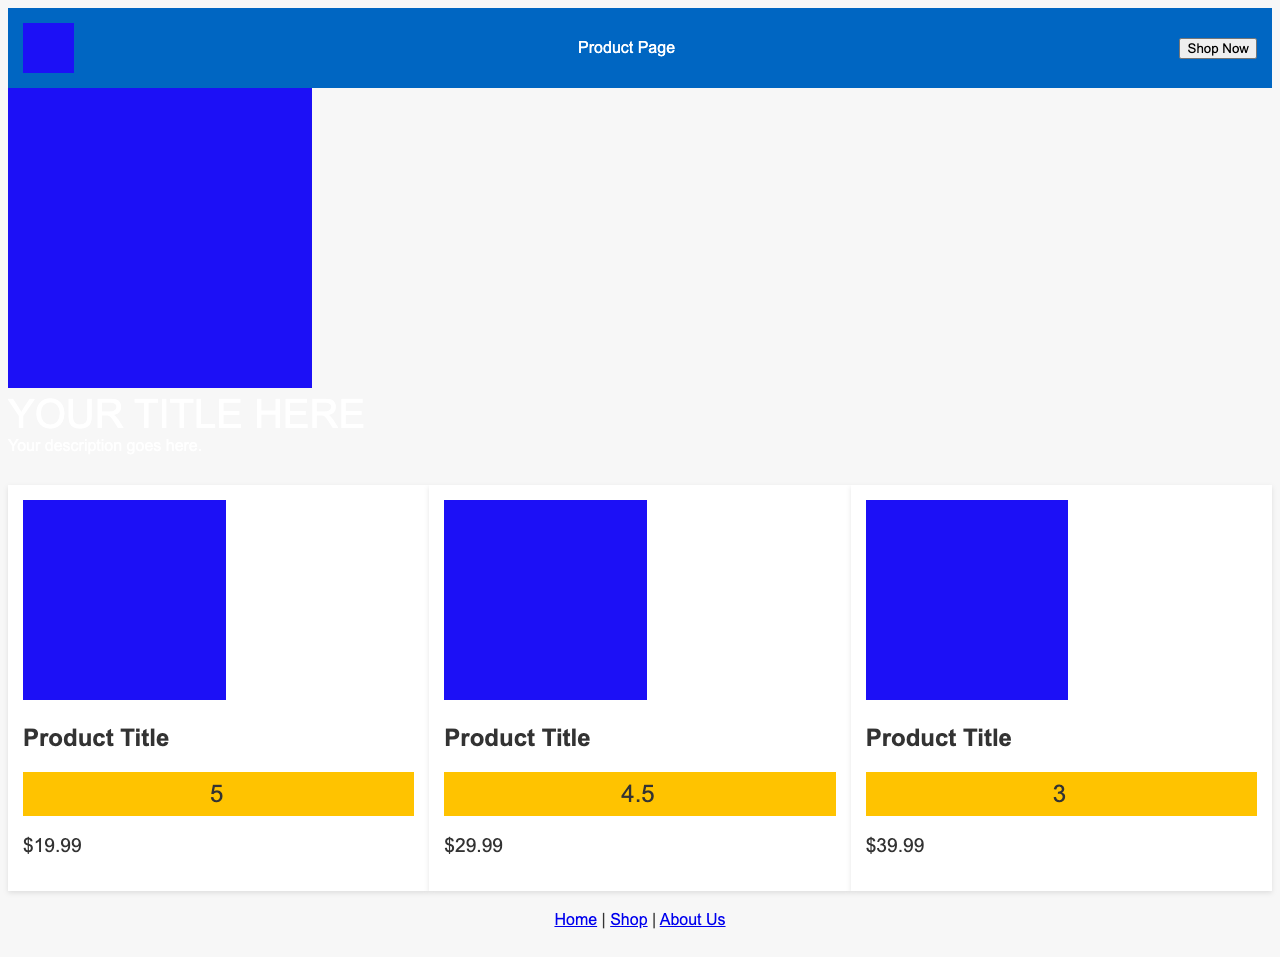 Product Page
Shop Now
YOUR TITLE HERE
Your description goes here.
Product Title
5
$19.99
Product Title
4.5
$29.99
Product Title
3
$39.99
Home | Shop | About Us